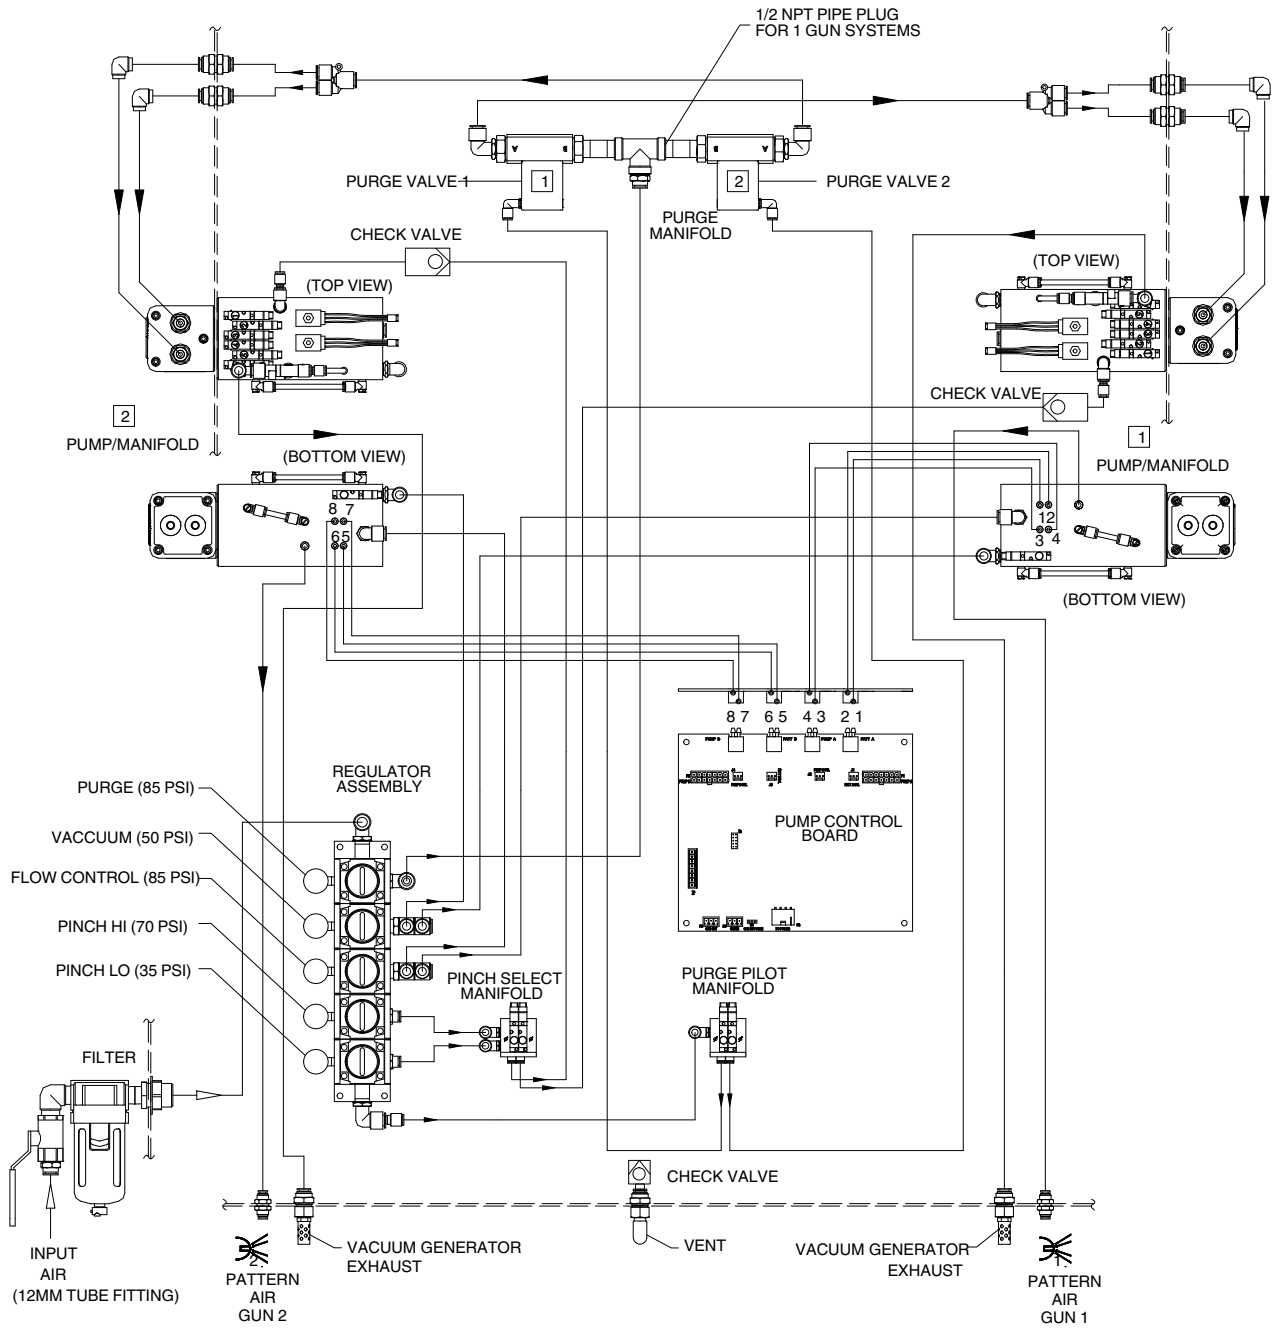 1/2 NPT PIPE PLUG
FOR 1 GUN SYSTEMS
A
B
B
A
PURGE VALVE 1
1
2
PURGE VALVE 2
PURGE
MANIFOLD
CHECK VALVE
(TOP VIEW)
(TOP VIEW)
CHECK VALVE
2
PUMP/MANIFOLD
1
PUMP/MANIFOLD
(BOTTOM VIEW)
8 7
6 5
1 2
3 4
(BOTTOM VIEW)
8 7 6 5 4 3 2 1
PUMP B PATT B PUMP A PATT A
PUMP CONTROL
BOARD
REGULATOR
ASSEMBLY
PURGE (85 PSI)
VACCUUM (50 PSI)
FLOW CONTROL (85 PSI)
PINCH HI (70 PSI)
PINCH LO (35 PSI)
PINCH SELECT
MANIFOLD
PURGE PILOT
MANIFOLD
FILTER
CHECK VALVE
VENT
INPUT
AIR
(12MM TUBE FITTING)
2
PATTERN
AIR
GUN 2
VACUUM GENERATOR
EXHAUST
VACUUM GENERATOR
EXHAUST
1
PATTERN
AIR
GUN 1